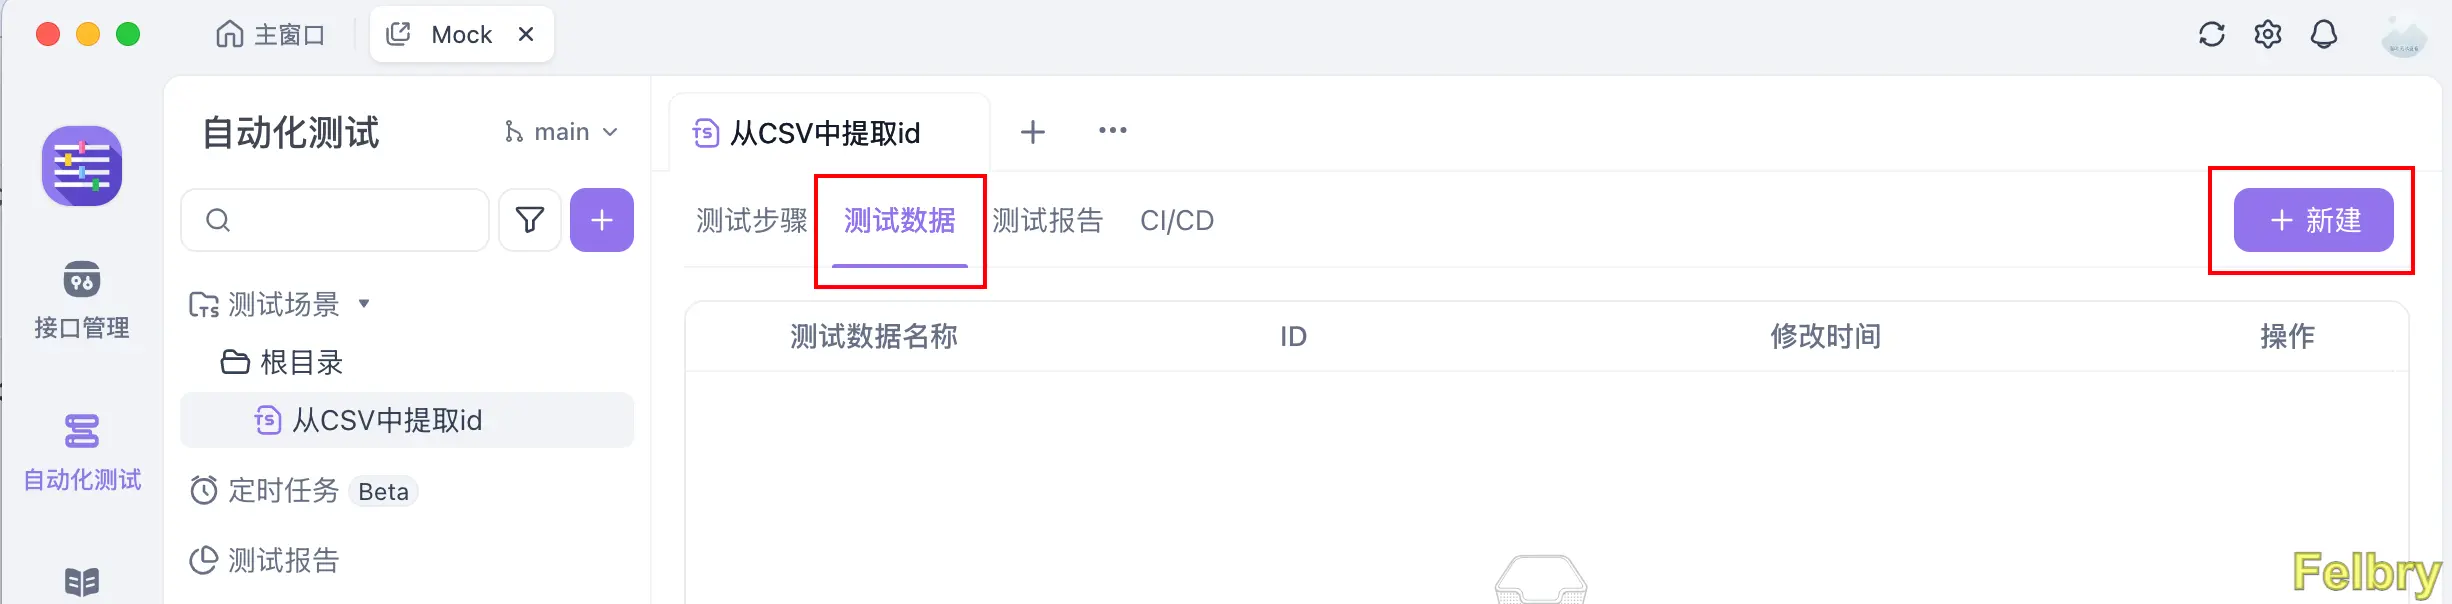 主窗口
Mock
自动化测试
main
从CSV中提取id
测试步骤
测试数据
测试报告
CI/CD
新建
接口管理
测试场景
根目录
从CSV中提取id
自动化测试
定时任务 Beta
测试报告
测试数据名称
ID
修改时间
操作
Felbry